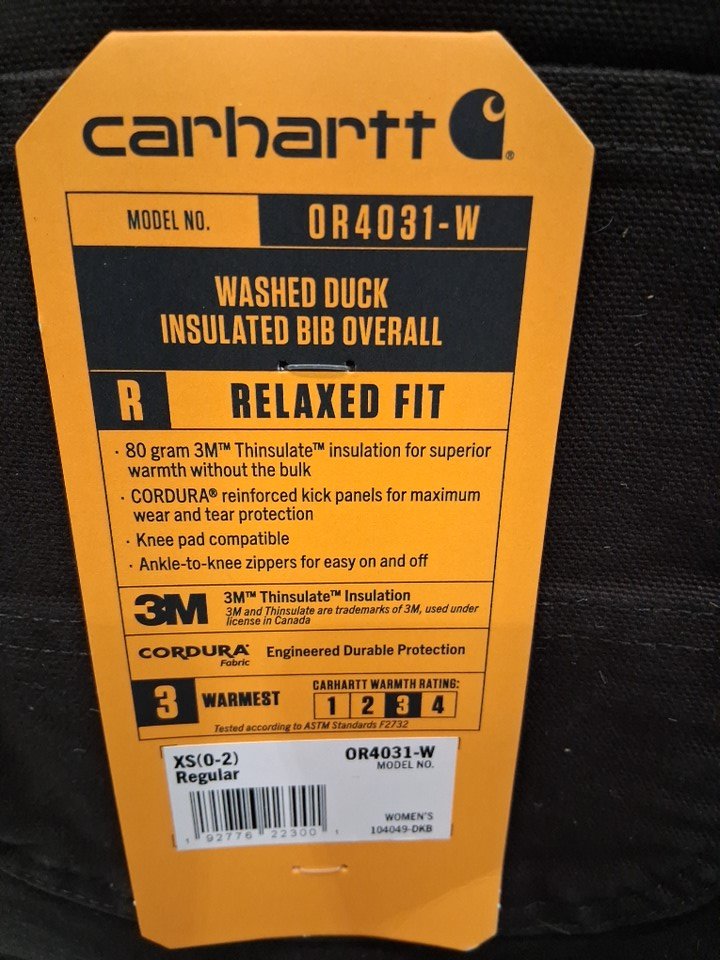 carhartt
MODEL NO. OR4031-W
WASHED DUCK
INSULATED BIB OVERALL
R RELAXED FIT
· 80 gram 3M™ Thinsulate™ insulation for superior
warmth without the bulk
· CORDURA® reinforced kick panels for maximum
wear and tear protection
· Knee pad compatible
· Ankle-to-knee zippers for easy on and off
3M 3M™ Thinsulate™ Insulation
3M and Thinsulate are trademarks of 3M, used under
license in Canada
CORDURA® Engineered Durable Protection
Fabric
3 WARMEST
CARHARTT WARMTH RATING:
1 2 3 4
Tested according to ASTM Standards F2732
XS(0-2) OR4031-W
Regular MODEL NO.
1 92776 22300 1
WOMEN'S
104049-DKB